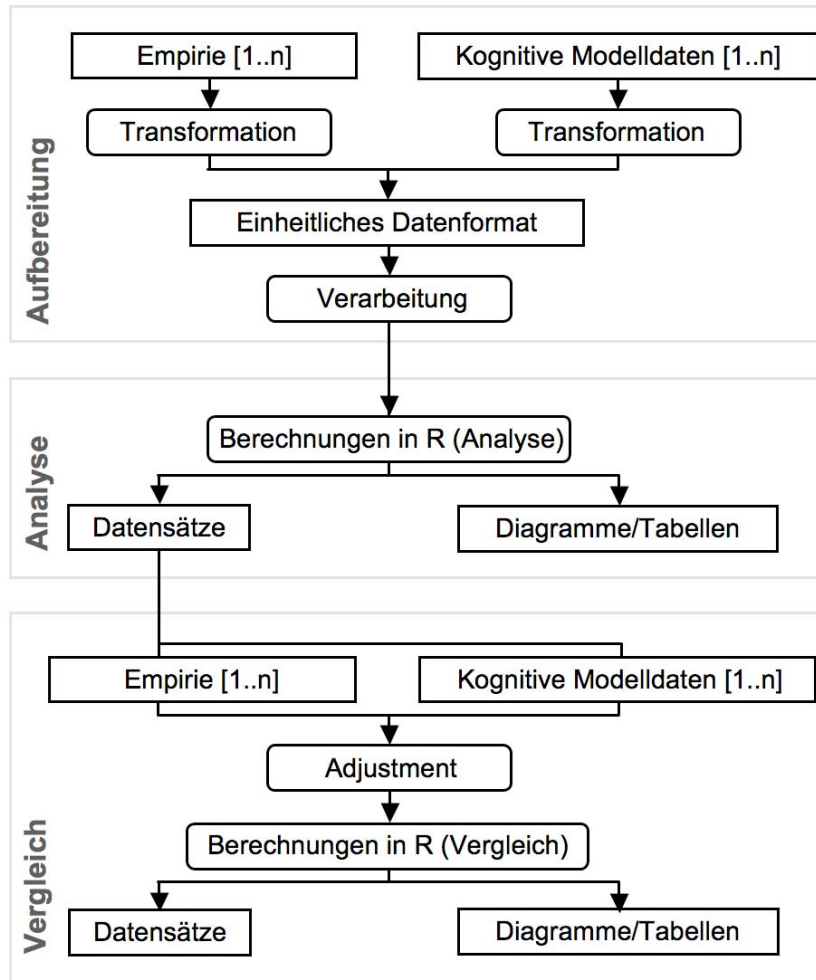 Aufbereitung
Empirie [1..n]
Kognitive Modelldaten [1..n]
Transformation
Transformation
Einheitliches Datenformat
Verarbeitung
Analyse
Berechnungen in R (Analyse)
Datensätze
Diagramme/Tabellen
Vergleich
Empirie [1..n]
Kognitive Modelldaten [1..n]
Adjustment
Berechnungen in R (Vergleich)
Datensätze
Diagramme/Tabellen